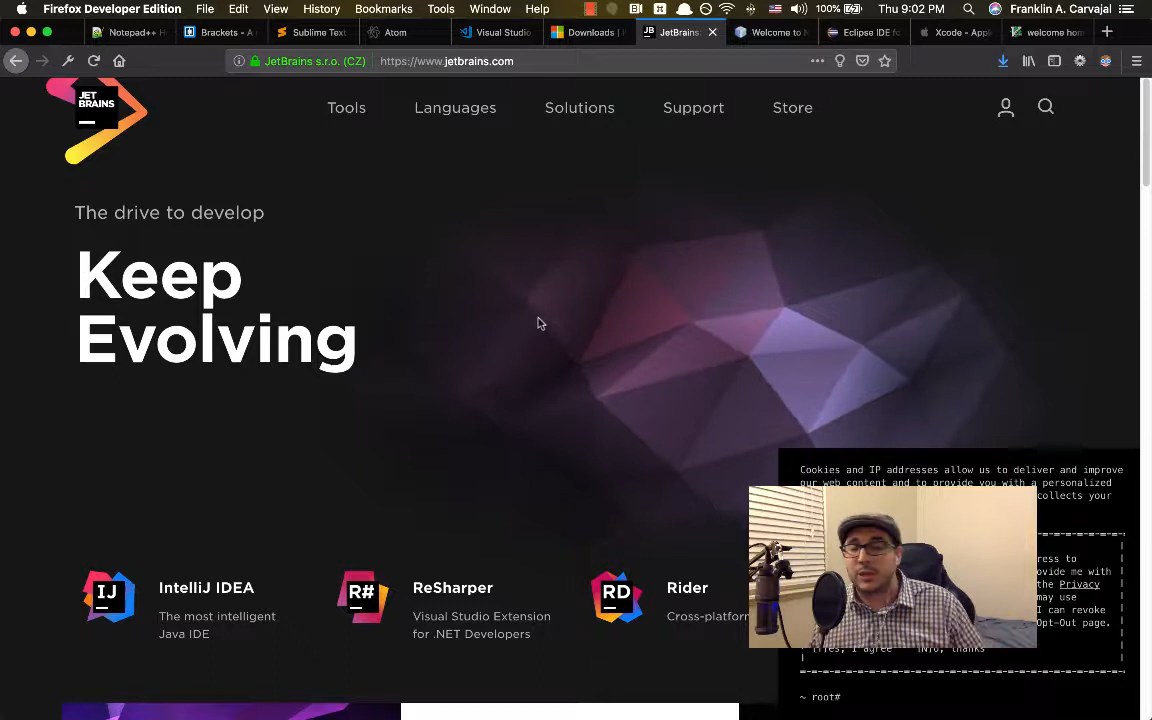 Firefox Developer Edition File Edit View History Bookmarks Tools Window Help 100% Thu 9:02 PM Franklin A. Carvajal
Notepad++ H Brackets - A Sublime Text Atom Visual Studio Downloads | JetBrains: Welcome to N Eclipse IDE fo Xcode - Apple welcome hom
JetBrains s.r.o. (CZ) https://www.jetbrains.com
JET
BRAINS
Tools Languages Solutions Support Store
The drive to develop
Keep
Evolving
Cookies and IP addresses allow us to deliver and improve
our web content and to provide you with a personalized
collects your
ress to
ovide me with
the Privacy
may use
I can revoke
Opt-Out page.
Yes, I agree No, thanks
~ root#
IJ
IntelliJ IDEA
The most intelligent
Java IDE
R#
ReSharper
Visual Studio Extension
for .NET Developers
RD
Rider
Cross-platform